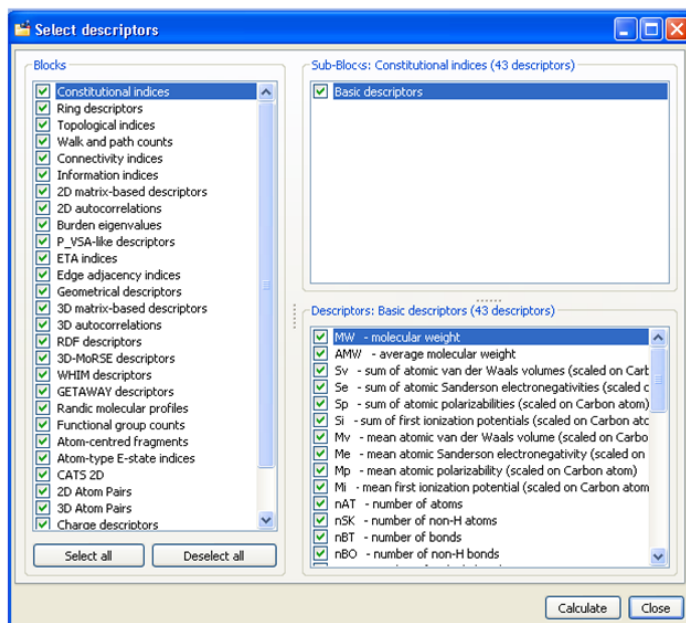 Select descriptors
Blocks
Constitutional indices
Ring descriptors
Topological indices
Walk and path counts
Connectivity indices
Information indices
2D matrix-based descriptors
2D autocorrelations
Burden eigenvalues
P_VSA-like descriptors
ETA indices
Edge adjacency indices
Geometrical descriptors
3D matrix-based descriptors
3D autocorrelations
RDF descriptors
3D-MoRSE descriptors
WHIM descriptors
GETAWAY descriptors
Randic molecular profiles
Functional group counts
Atom-centred fragments
Atom-type E-state indices
CATS 2D
2D Atom Pairs
3D Atom Pairs
Charge descriptors
Select all
Deselect all
Sub-Blocks: Constitutional indices (43 descriptors)
Basic descriptors
Descriptors: Basic descriptors (43 descriptors)
MW - molecular weight
AMW - average molecular weight
Sv - sum of atomic van der Waals volumes (scaled on Carb
Se - sum of atomic Sanderson electronegativities (scaled c
Sp - sum of atomic polarizabilities (scaled on Carbon atom)
Si - sum of first ionization potentials (scaled on Carbon atc
Mv - mean atomic van der Waals volume (scaled on Carbo
Me - mean atomic Sanderson electronegativity (scaled on
Mp - mean atomic polarizability (scaled on Carbon atom)
Mi - mean first ionization potential (scaled on Carbon atom
nAT - number of atoms
nSK - number of non-H atoms
nBT - number of bonds
nBO - number of non-H bonds
Calculate
Close